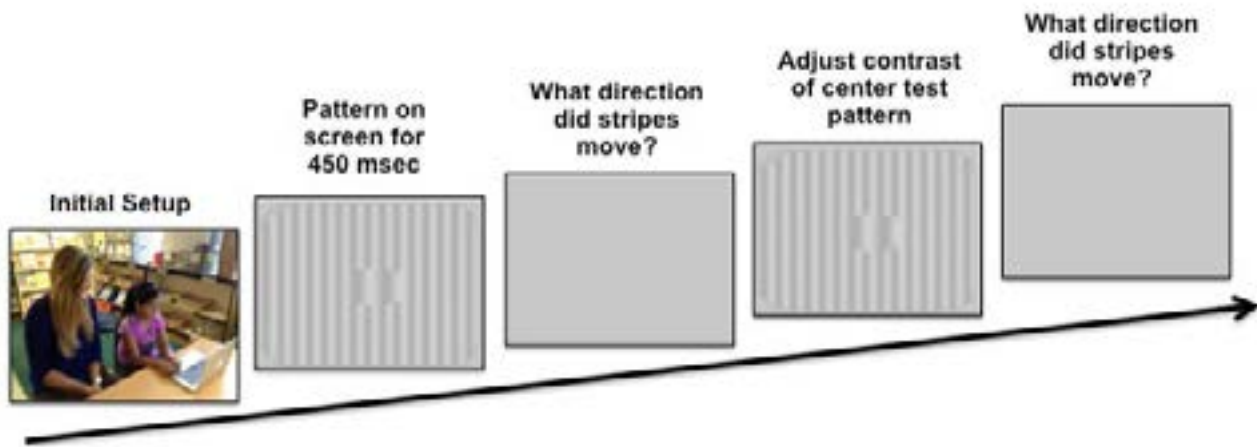 Initial Setup
Pattern on
screen for
450 msec
What direction
did stripes
move?
Adjust contrast
of center test
pattern
What direction
did stripes
move?